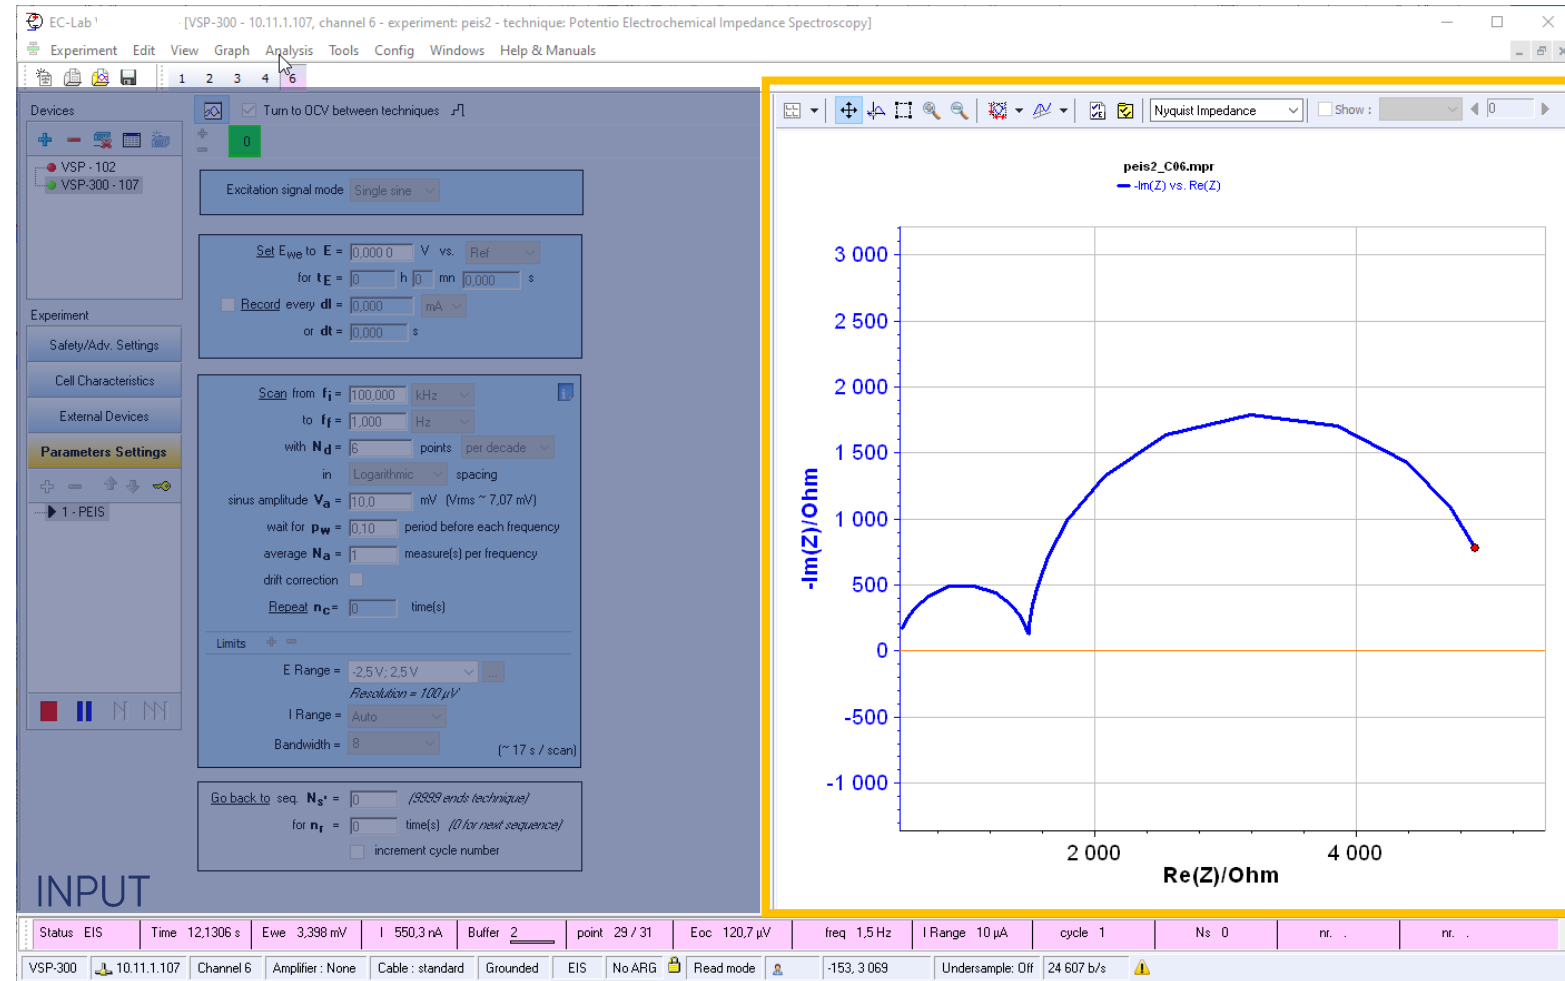 EC-Lab [VSP-300 - 10.11.1.107, channel 6 - experiment: peis2 - technique: Potentio Electrochemical Impedance Spectroscopy]
Experiment Edit View Graph Analysis Tools Config Windows Help & Manuals
1 2 3 4 6
Devices
VSP - 102
VSP-300 - 107
Experiment
Safety/Adv. Settings
Cell Characteristics
External Devices
Parameters Settings
1 - PEIS
Turn to OCV between techniques
0
Excitation signal mode Single sine
Set Ewe to E = 0,000 0 V vs. Ref
for tE = 0 h 0 mn 0,000 s
Record every dI = 0,000 mA
or dt = 0,000 s
Scan from fi = 100,000 kHz
to ff = 1,000 Hz
with Nd = 6 points per decade
in Logarithmic spacing
sinus amplitude Va = 10,0 mV (Vrms ~ 7,07 mV)
wait for pw = 0,10 period before each frequency
average Na = 1 measure(s) per frequency
drift correction
Repeat nc= 0 time(s)
Limits
E Range = -2,5 V; 2,5 V ...
Resolution = 100 µV
I Range = Auto
Bandwidth = 8 (~ 17 s / scan)
Go back to seq. Ns' = 0 (9999 ends technique)
for nr = 0 time(s) (0 for next sequence)
increment cycle number
INPUT
Nyquist Impedance Show : 0
peis2_C06.mpr
-Im(Z) vs. Re(Z)
3 000
2 500
2 000
1 500
1 000
500
0
-500
-1 000
-Im(Z)/Ohm
2 000 4 000
Re(Z)/Ohm
Status EIS Time 12,1306 s Ewe 3,398 mV I 550,3 nA Buffer 2 point 29 / 31 Eoc 120,7 µV freq 1,5 Hz I Range 10 µA cycle 1 Ns 0 nr. . nr. .
VSP-300 10.11.1.107 Channel 6 Amplifier : None Cable : standard Grounded EIS No ARG Read mode -153, 3 069 Undersample: Off 24 607 b/s